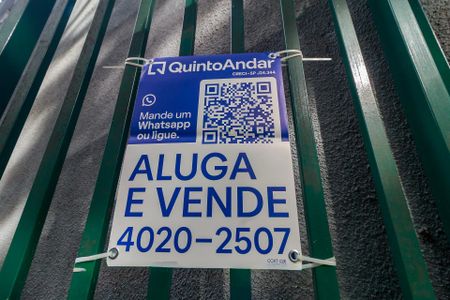 QuintoAndar
Mande um
Whatsapp
ou ligue.
ALUGA
E VENDE
4020-2507